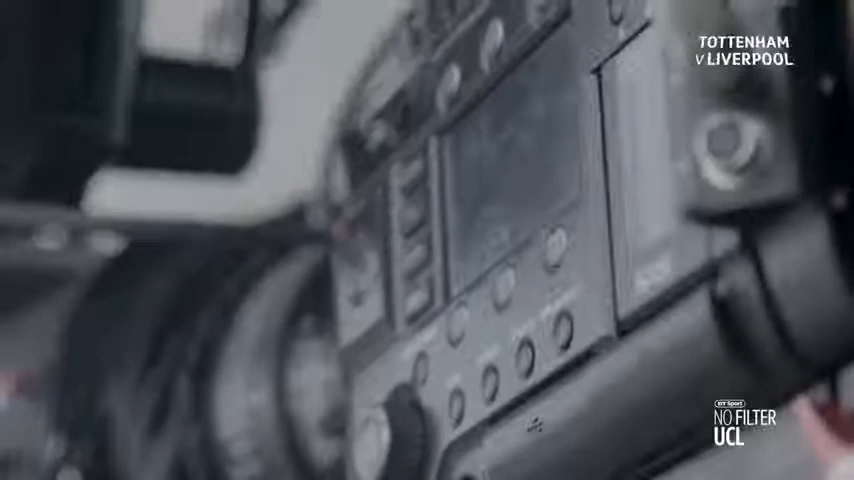 TOTTENHAM
v LIVERPOOL
BT Sport
NO FILTER
UCL